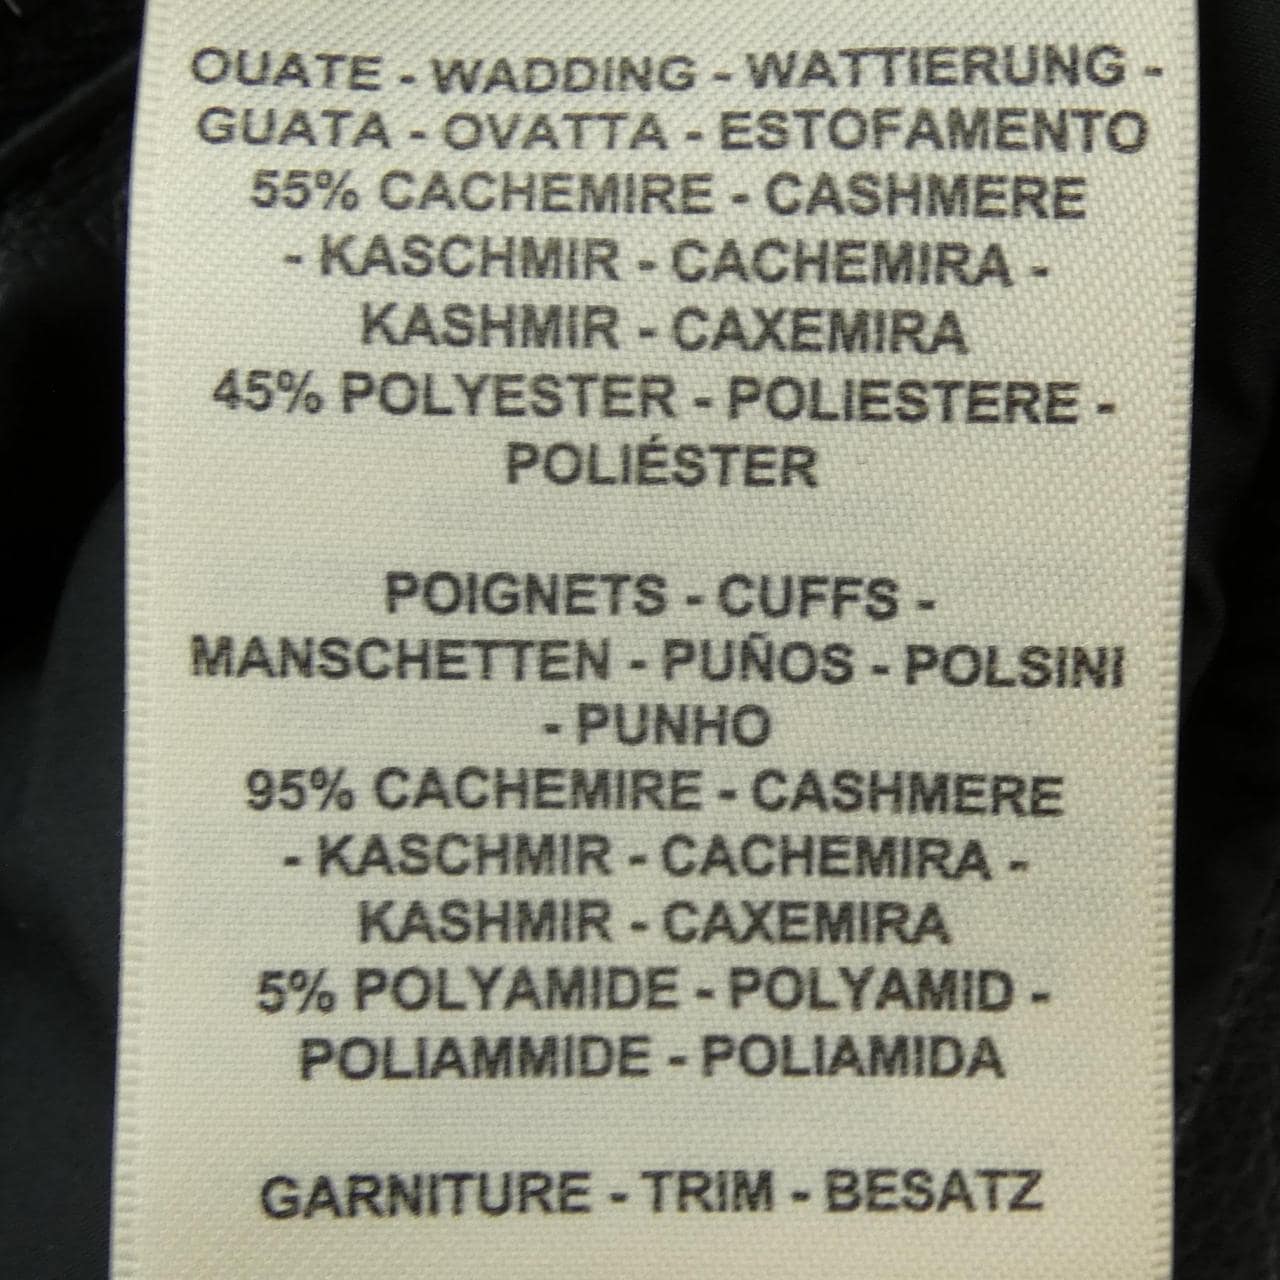 OUATE - WADDING - WATTIERUNG -
GUATA - OVATTA - ESTOFAMENTO
55% CACHEMIRE - CASHMERE
- KASCHMIR - CACHEMIRA -
KASHMIR - CAXEMIRA
45% POLYESTER - POLIESTERE -
POLIÉSTER
POIGNETS - CUFFS -
MANSCHETTEN - PUÑOS - POLSINI
- PUNHO
95% CACHEMIRE - CASHMERE
- KASCHMIR - CACHEMIRA -
KASHMIR - CAXEMIRA
5% POLYAMIDE - POLYAMID -
POLIAMMIDE - POLIAMIDA
GARNITURE - TRIM - BESATZ